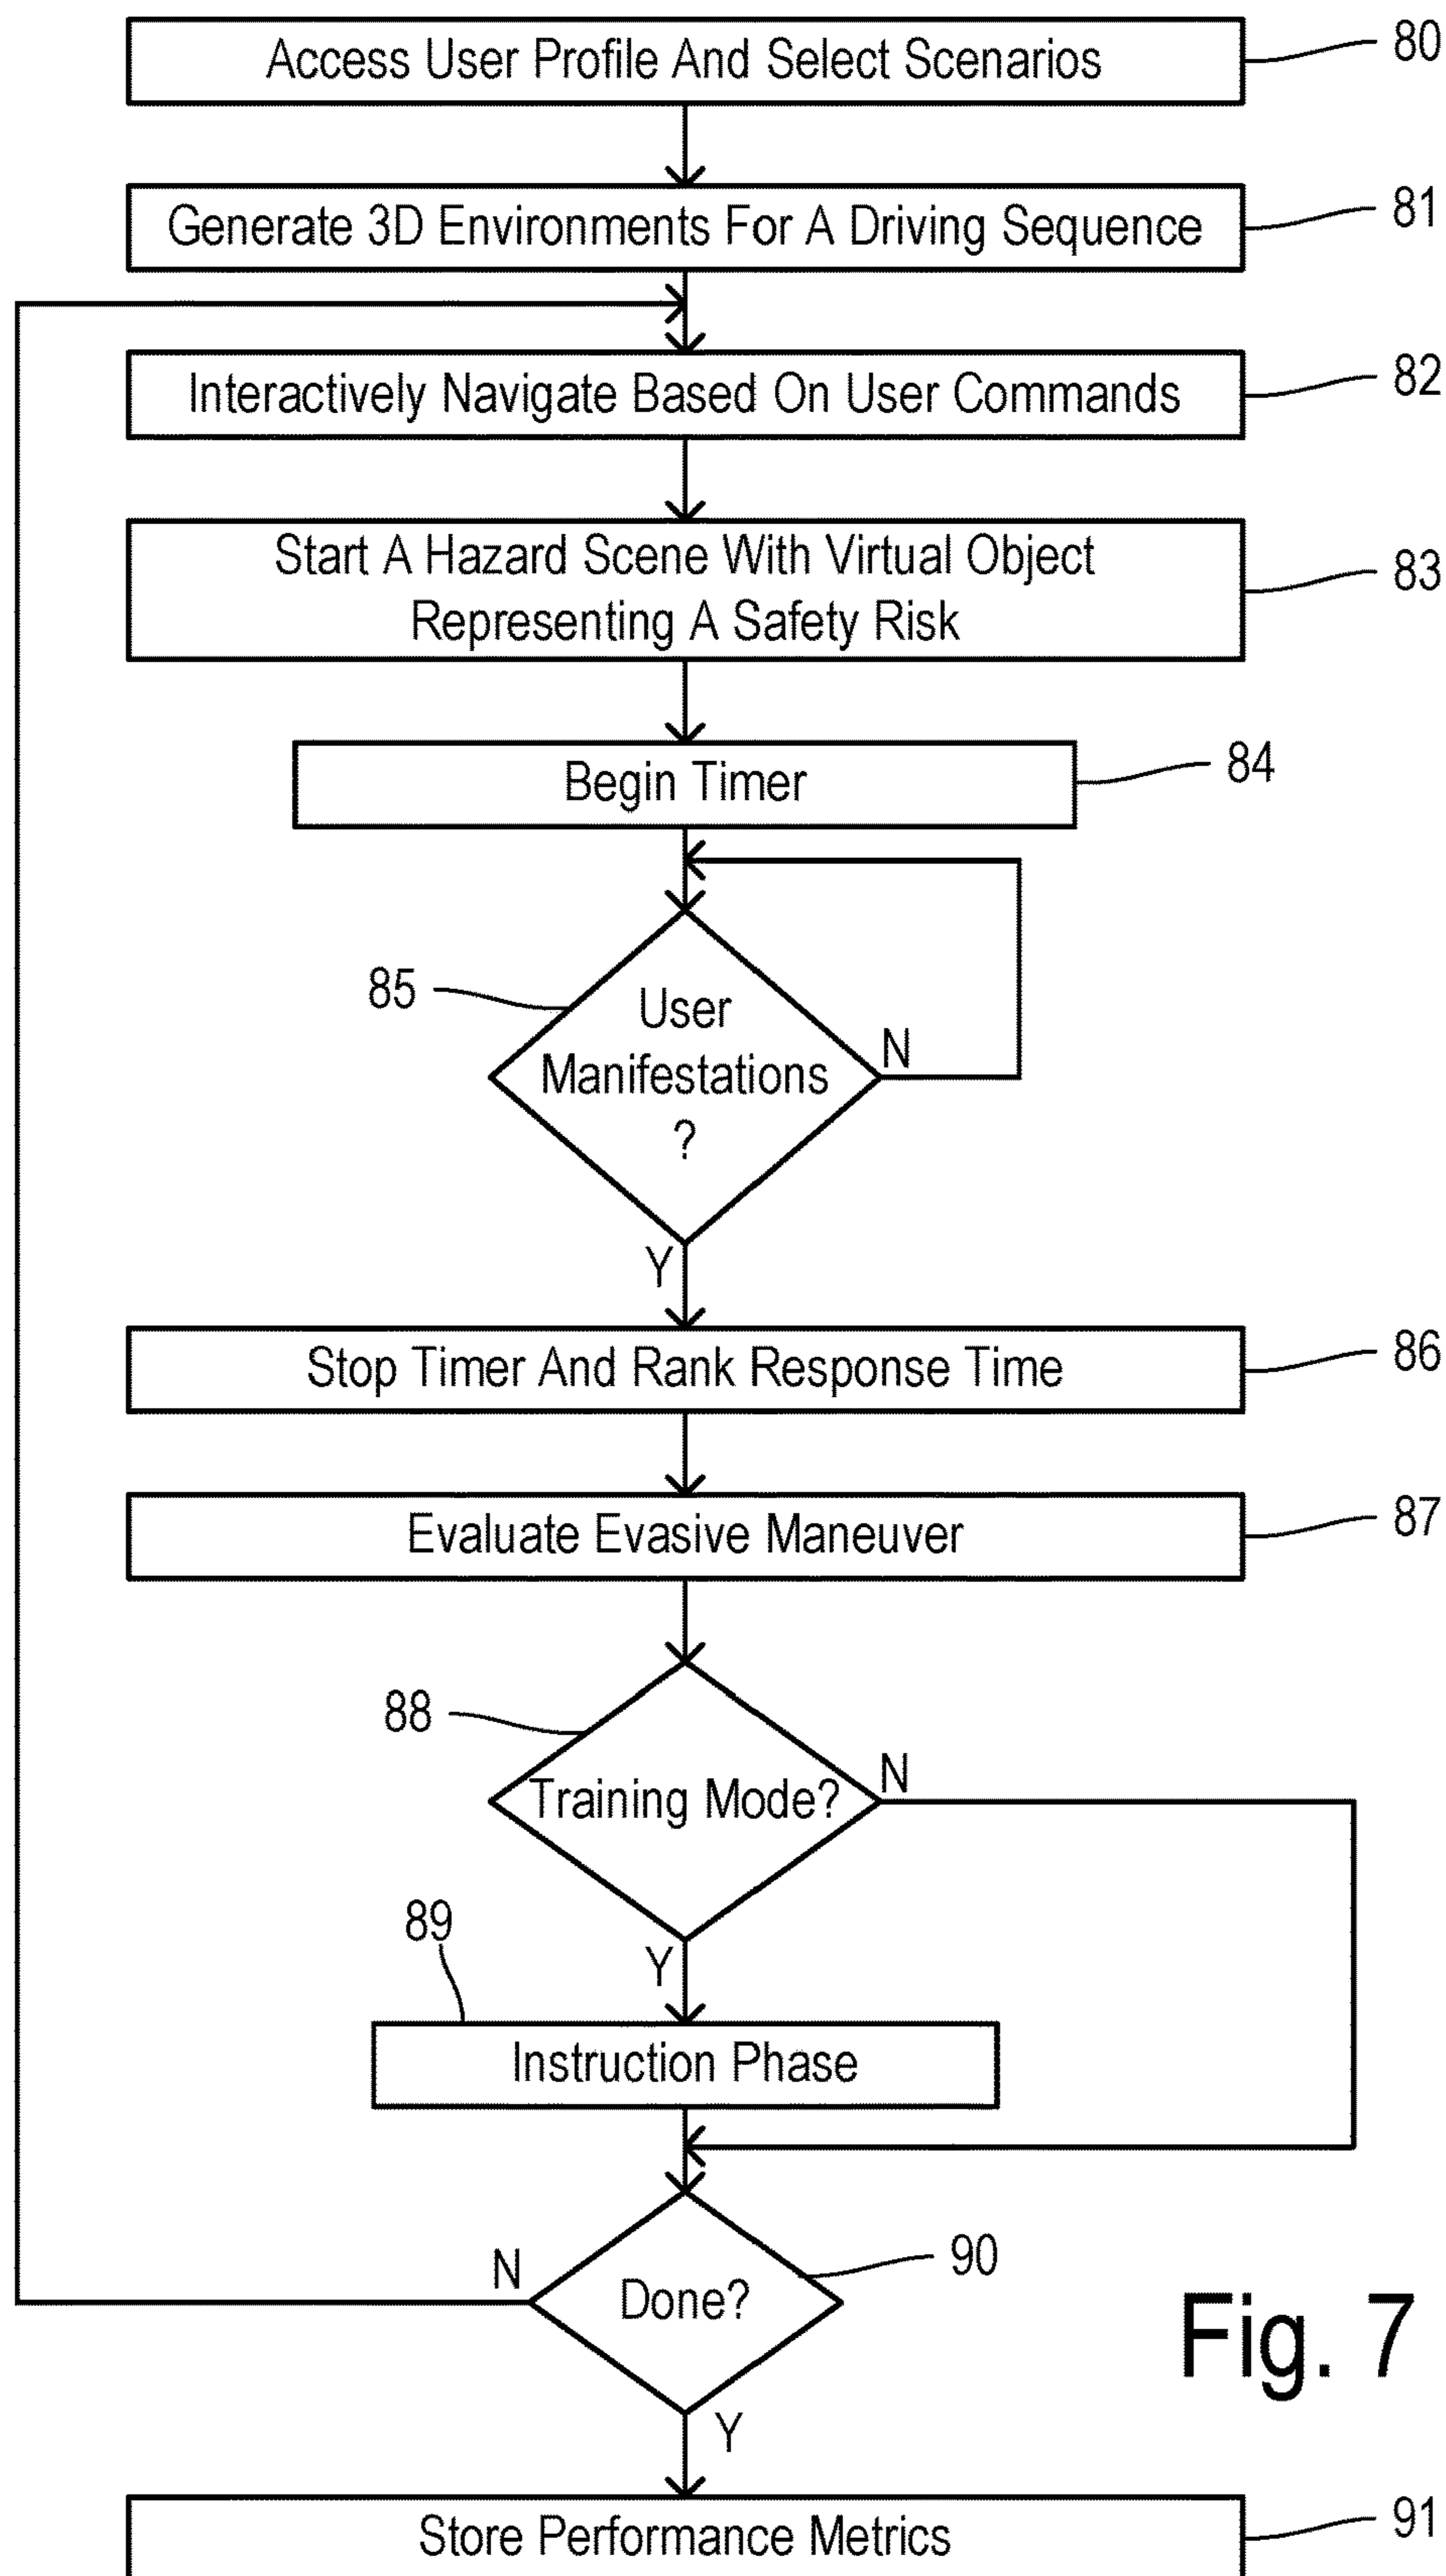 Access User Profile And Select Scenarios
80
Generate 3D Environments For A Driving Sequence
81
Interactively Navigate Based On User Commands
82
Start A Hazard Scene With Virtual Object
Representing A Safety Risk
83
Begin Timer
84
85
User
Manifestations
?
N
Y
Stop Timer And Rank Response Time
86
Evaluate Evasive Maneuver
87
88
Training Mode?
N
Y
89
Instruction Phase
N
Done?
90
Y
Fig. 7
Store Performance Metrics
91